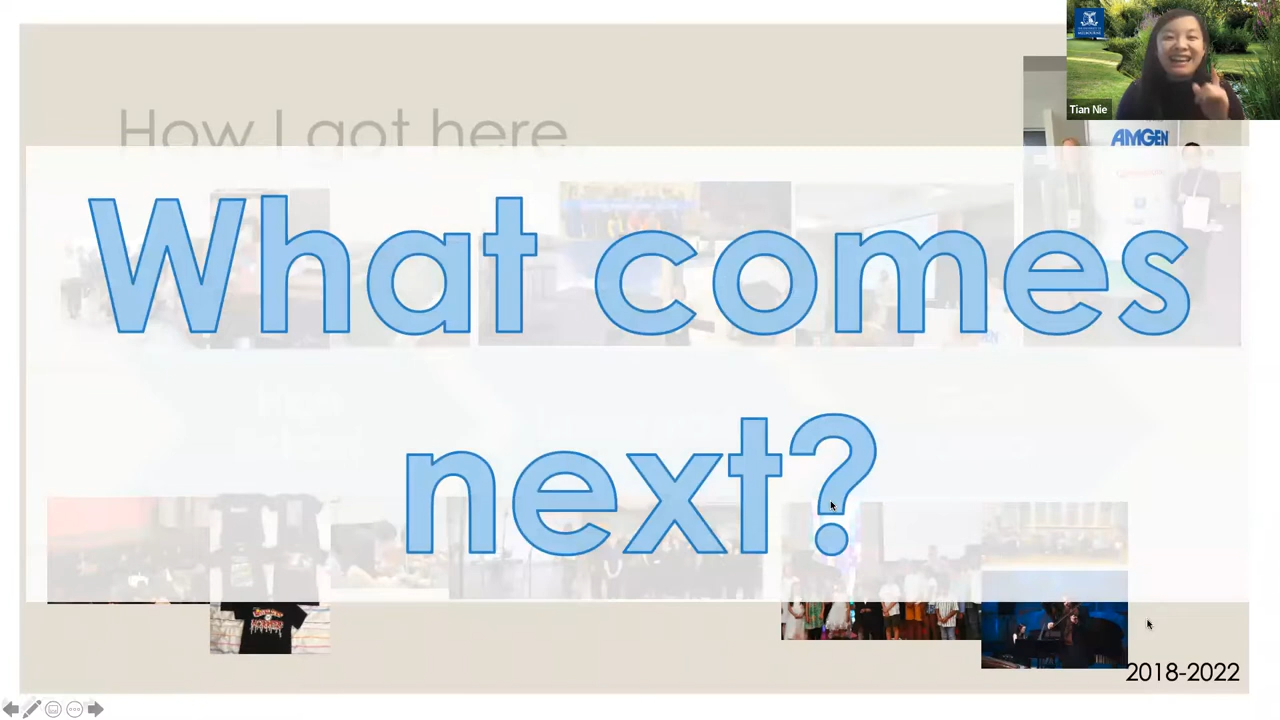 How I got here
Tian Nie
AMGEN
What comes
next?
2018-2022